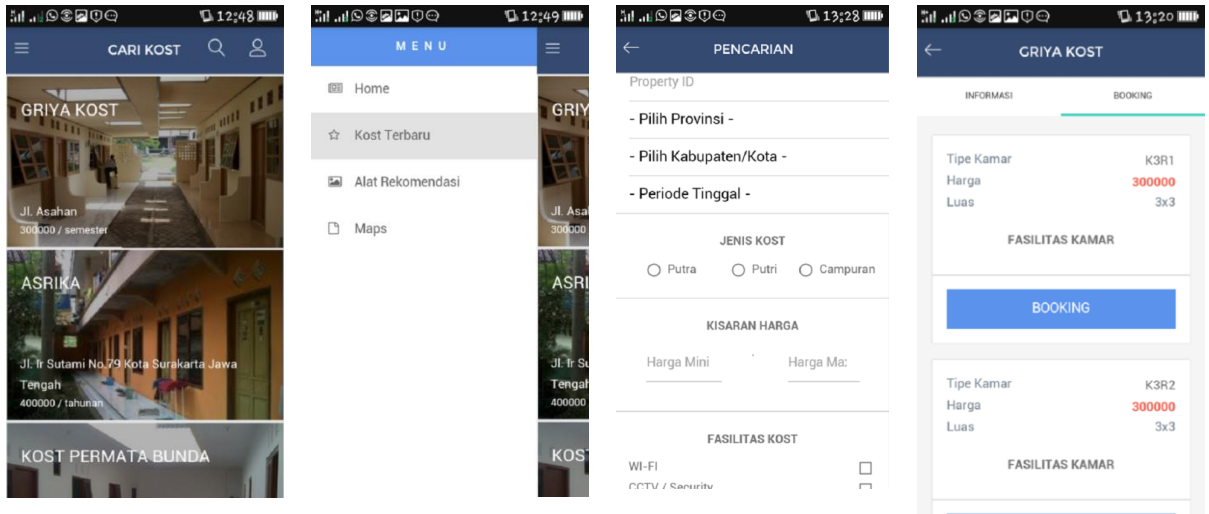 12:48
CARI KOST
GRIYA KOST
Jl. Asahan
300000 / semester
ASRIKA
Jl. Ir Sutami No.79 Kota Surakarta Jawa
Tengah
400000 / tahunan
KOST PERMATA BUNDA
12:49
MENU
Home
Kost Terbaru
Alat Rekomendasi
Maps
GRIY
Jl. Asa
300000
ASRI
Jl. Ir Su
Tengah
400000
KOS
13:28
PENCARIAN
Property ID
- Pilih Provinsi -
- Pilih Kabupaten/Kota -
- Periode Tinggal -
JENIS KOST
Putra Putri Campuran
KISARAN HARGA
Harga Mini - Harga Ma
FASILITAS KOST
WI-FI
CCTV / Security
13:20
GRIYA KOST
INFORMASI BOOKING
Tipe Kamar K3R1
Harga 300000
Luas 3x3
FASILITAS KAMAR
BOOKING
Tipe Kamar K3R2
Harga 300000
Luas 3x3
FASILITAS KAMAR